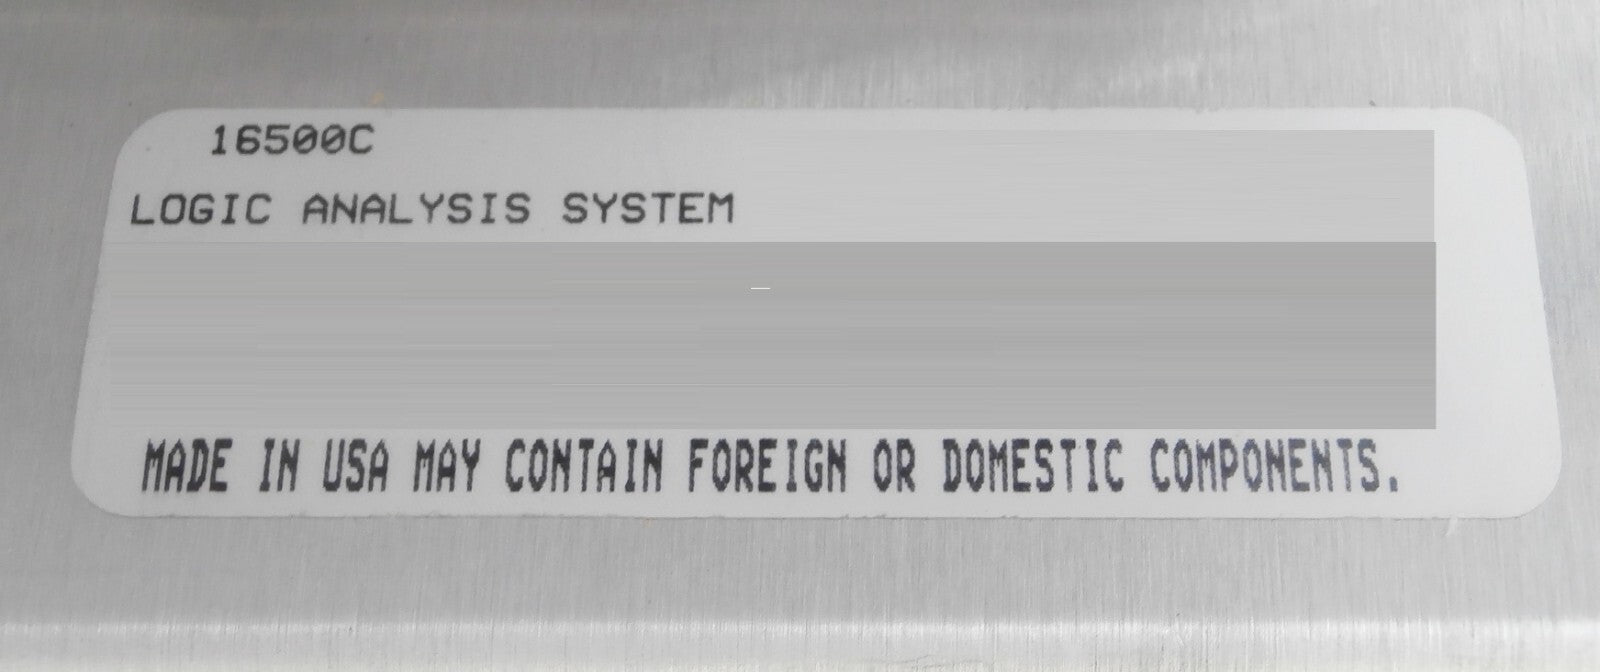 16500C
LOGIC ANALYSIS SYSTEM
MADE IN USA MAY CONTAIN FOREIGN OR DOMESTIC COMPONENTS.